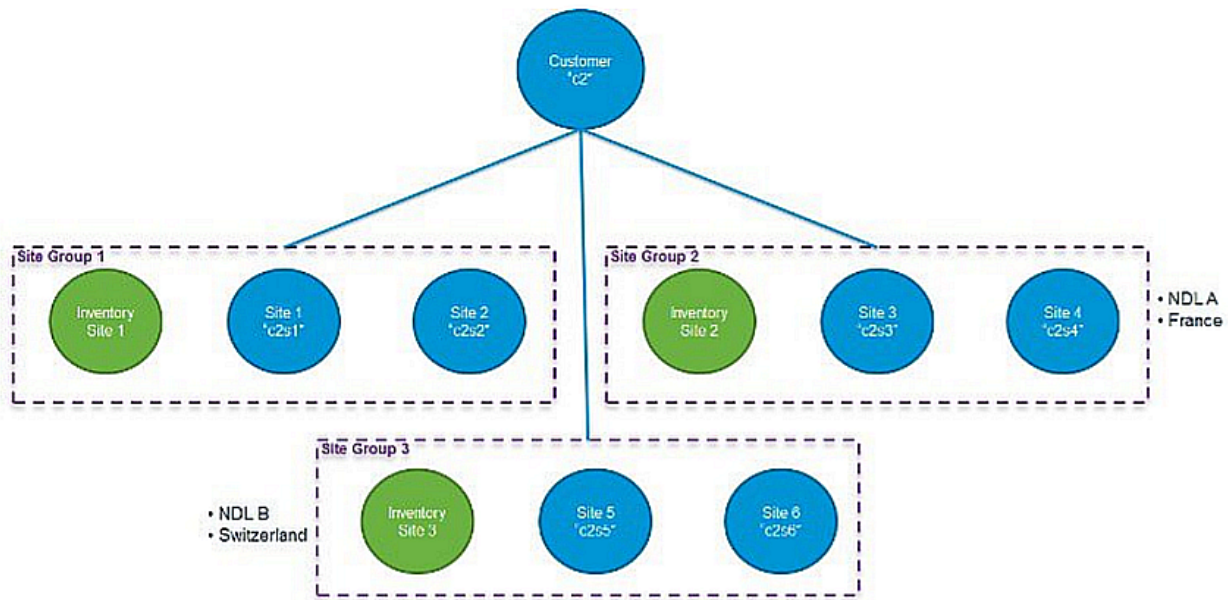 Customer
"c2"
Site Group 1
Inventory
Site 1
Site 1
"c2s1"
Site 2
"c2s2"
Site Group 2
Inventory
Site 2
Site 3
"c2s3"
Site 4
"c2s4"
• NDL A
• France
Site Group 3
Inventory
Site 3
Site 5
"c2s5"
Site 6
"c2s6"
• NDL B
• Switzerland